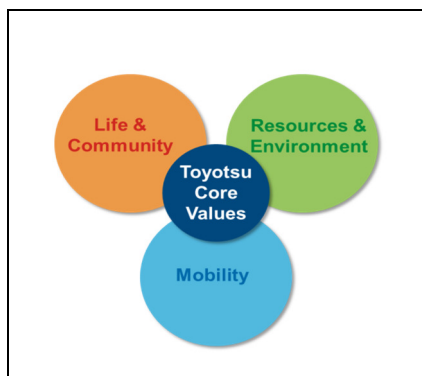 Life &
Community
Resources &
Environment
Toyotsu
Core
Values
Mobility